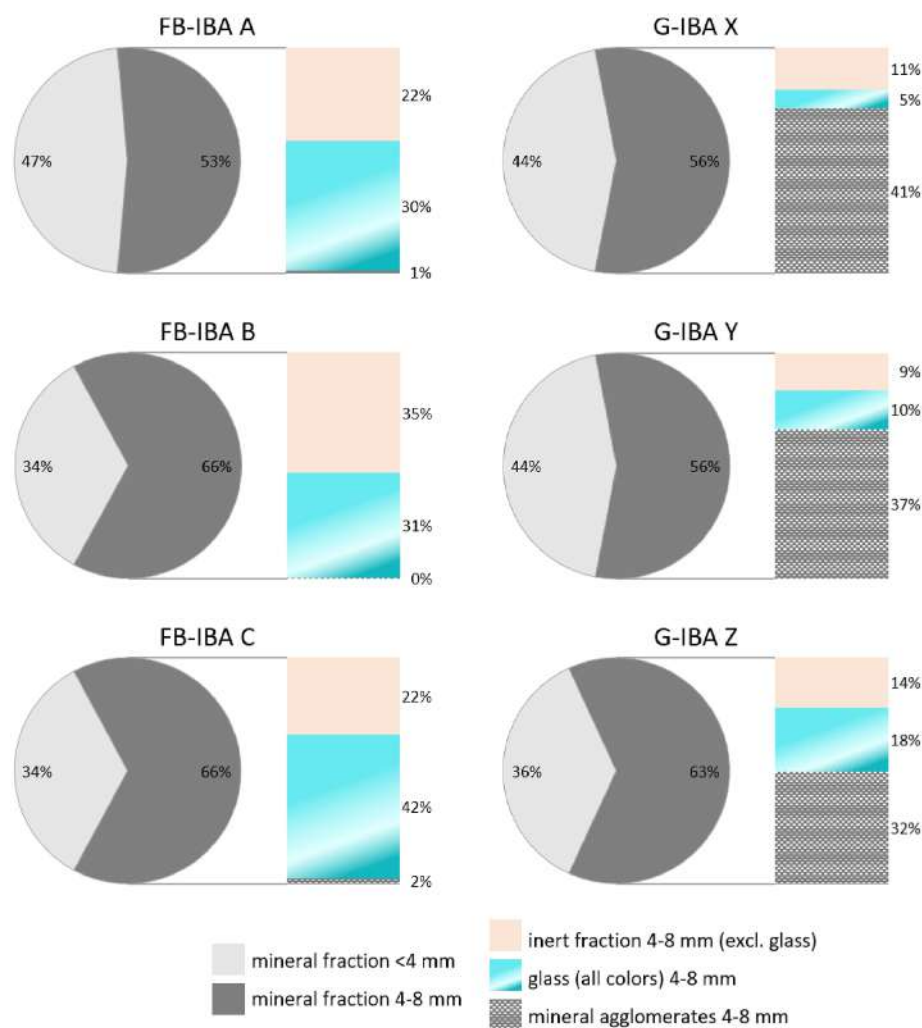 FB-IBA A
47%
53%
22%
30%
1%
G-IBA X
44%
56%
11%
5%
41%
FB-IBA B
34%
66%
35%
31%
0%
G-IBA Y
44%
56%
9%
10%
37%
FB-IBA C
34%
66%
22%
42%
2%
G-IBA Z
36%
63%
14%
18%
32%
mineral fraction <4 mm
mineral fraction 4-8 mm
inert fraction 4-8 mm (excl. glass)
glass (all colors) 4-8 mm
mineral agglomerates 4-8 mm